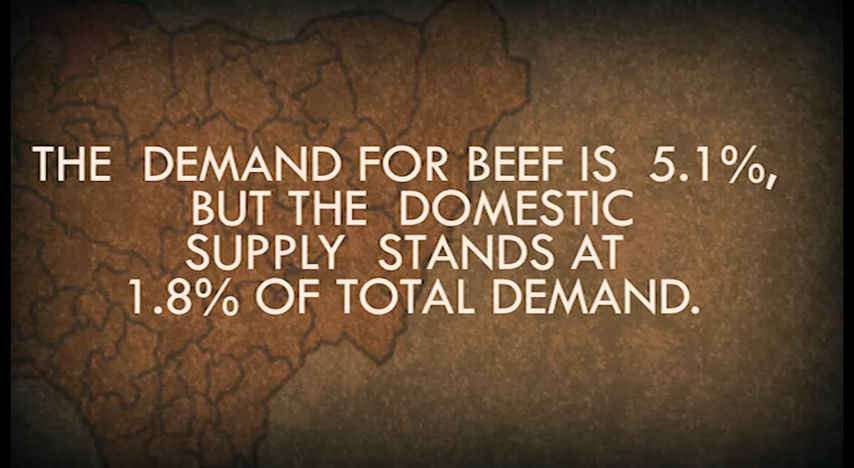 THE DEMAND FOR BEEF IS 5.1%,
BUT THE DOMESTIC
SUPPLY STANDS AT
1.8% OF TOTAL DEMAND.